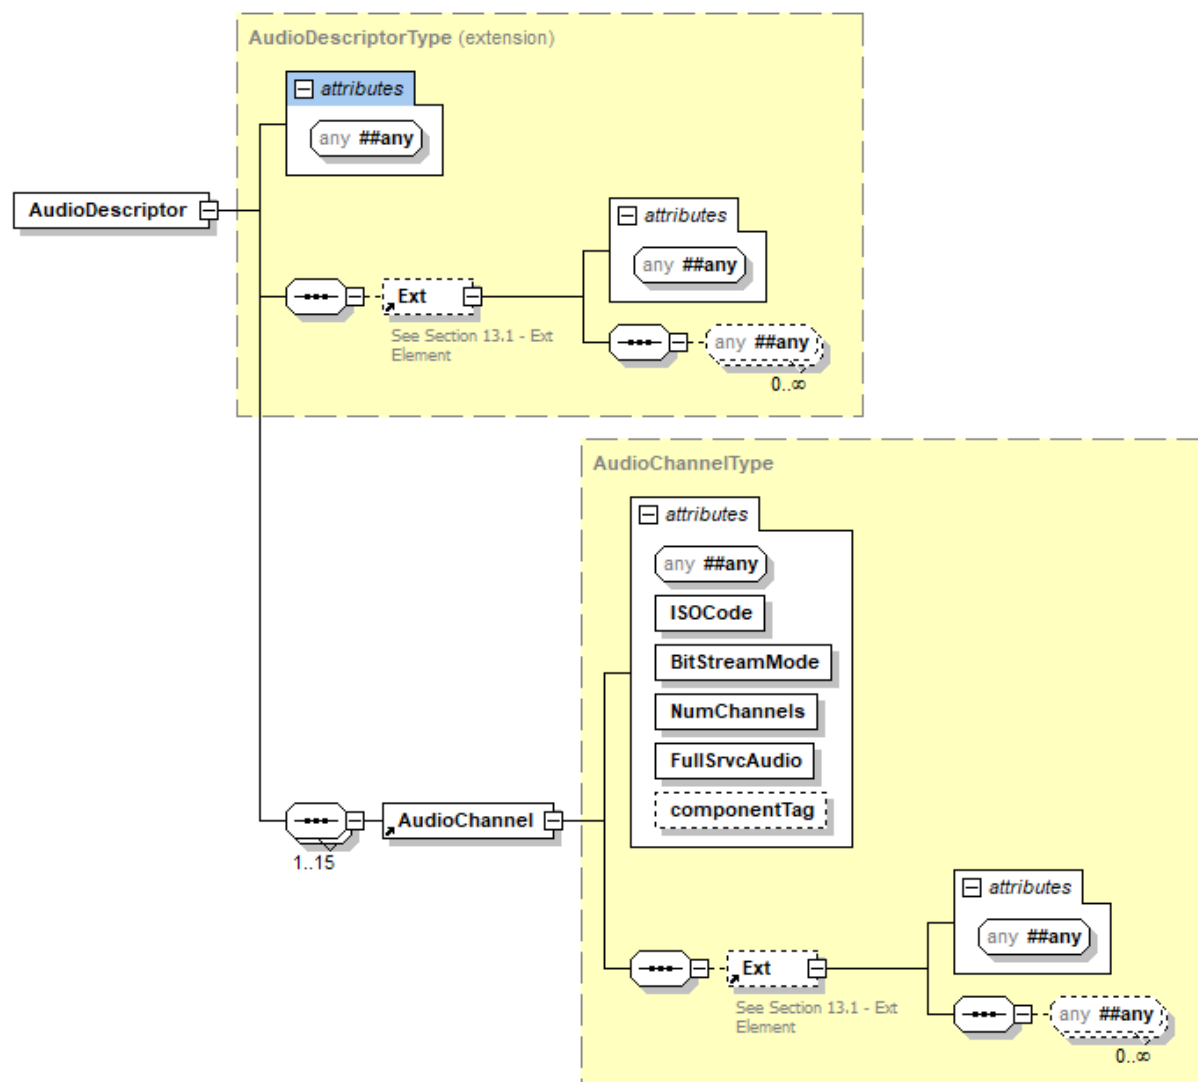 AudioDescriptorType (extension)
attributes
any ##any
AudioDescriptor
attributes
any ##any
Ext
See Section 13.1 - Ext
Element
any ##any
0..∞
AudioChannelType
attributes
any ##any
ISOCode
BitStreamMode
NumChannels
FullSrvcAudio
componentTag
AudioChannel
1..15
attributes
any ##any
Ext
See Section 13.1 - Ext
Element
any ##any
0..∞